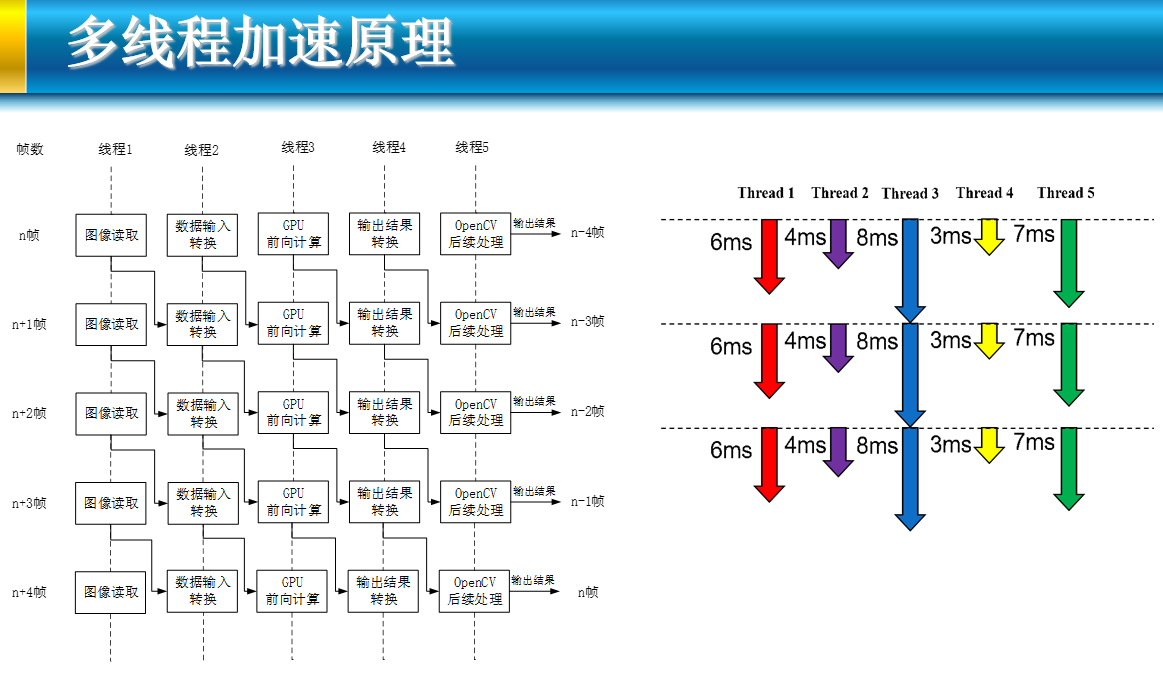 多线程加速原理
帧数 线程1 线程2 线程3 线程4 线程5
n帧
图像读取
数据输入
转换
GPU
前向计算
输出结果
转换
OpenCV
后续处理
输出结果
n-4帧
n+1帧
图像读取
数据输入
转换
GPU
前向计算
输出结果
转换
OpenCV
后续处理
输出结果
n-3帧
n+2帧
图像读取
数据输入
转换
GPU
前向计算
输出结果
转换
OpenCV
后续处理
输出结果
n-2帧
n+3帧
图像读取
数据输入
转换
GPU
前向计算
输出结果
转换
OpenCV
后续处理
输出结果
n-1帧
n+4帧
图像读取
数据输入
转换
GPU
前向计算
输出结果
转换
OpenCV
后续处理
输出结果
n帧
Thread 1 Thread 2 Thread 3 Thread 4 Thread 5
6ms 4ms 8ms 3ms 7ms
6ms 4ms 8ms 3ms 7ms
6ms 4ms 8ms 3ms 7ms